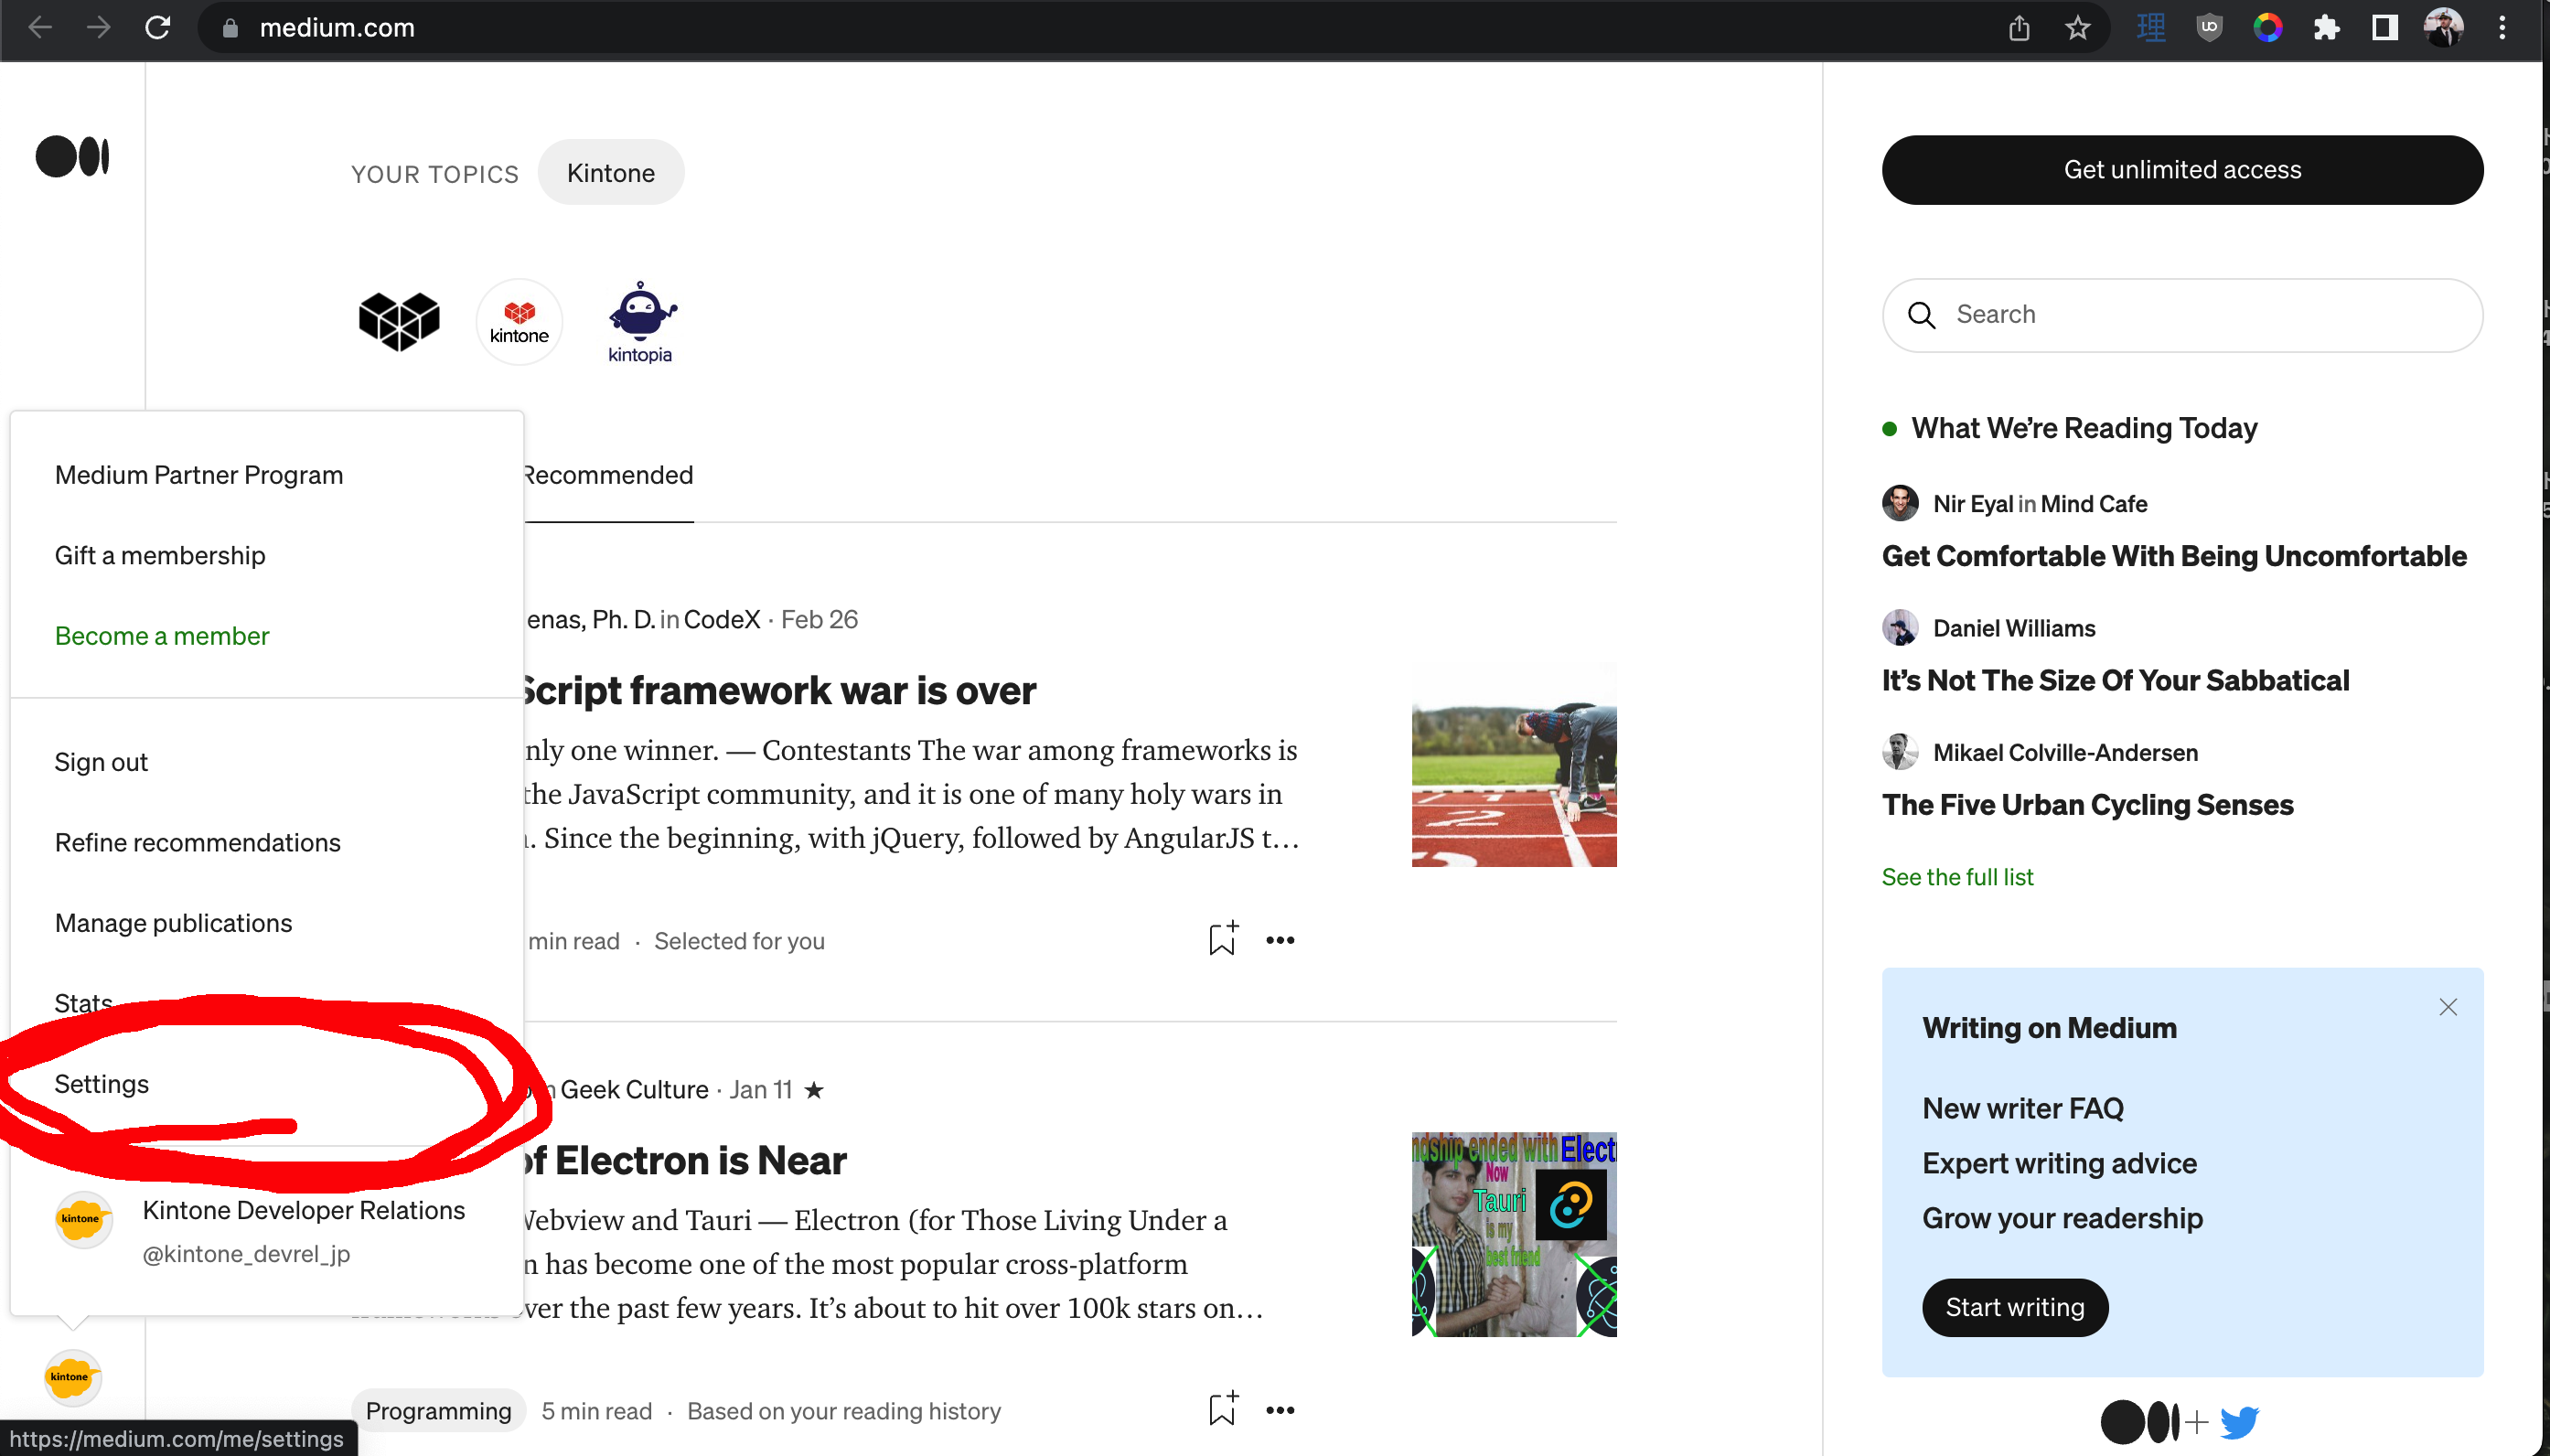 medium.com
理
YOUR TOPICS
Kintone
kintone
kintopia
Medium Partner Program
Gift a membership
Become a member
Sign out
Refine recommendations
Manage publications
Stats
Settings
Kintone Developer Relations
@kintone_devrel_jp
kintone
kintone
https://medium.com/me/settings
Recommended
enas, Ph. D. in CodeX · Feb 26
Script framework war is over
nly one winner. — Contestants The war among frameworks is
the JavaScript community, and it is one of many holy wars in
. Since the beginning, with jQuery, followed by AngularJS t…
min read · Selected for you
Geek Culture · Jan 11 ★
of Electron is Near
Webview and Tauri — Electron (for Those Living Under a
n has become one of the most popular cross-platform
ver the past few years. It's about to hit over 100k stars on…
ndship ended with Elect
Now
Tauri
is my
best friend
Programming
5 min read · Based on your reading history
Get unlimited access
Search
What We're Reading Today
Nir Eyal in Mind Cafe
Get Comfortable With Being Uncomfortable
Daniel Williams
It's Not The Size Of Your Sabbatical
Mikael Colville-Andersen
The Five Urban Cycling Senses
See the full list
Writing on Medium
New writer FAQ
Expert writing advice
Grow your readership
Start writing